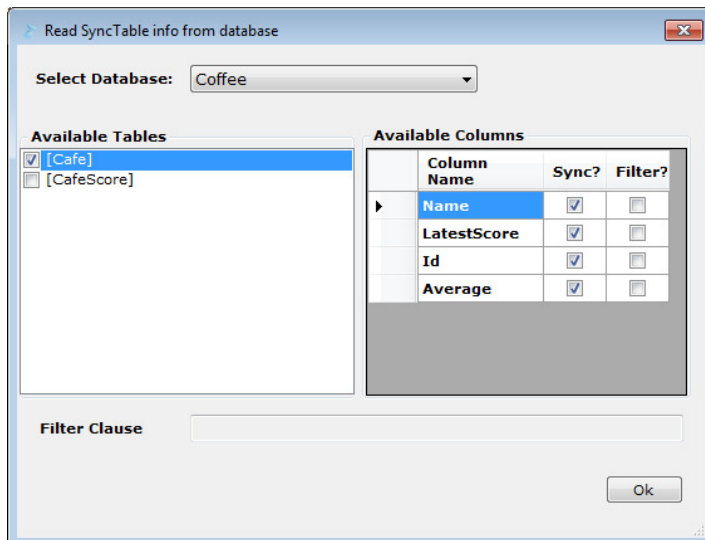 Read SyncTable info from database
Select Database: Coffee
Available Tables
[Cafe]
[CafeScore]
Available Columns
Column Name Sync? Filter?
Name
LatestScore
Id
Average
Filter Clause
Ok